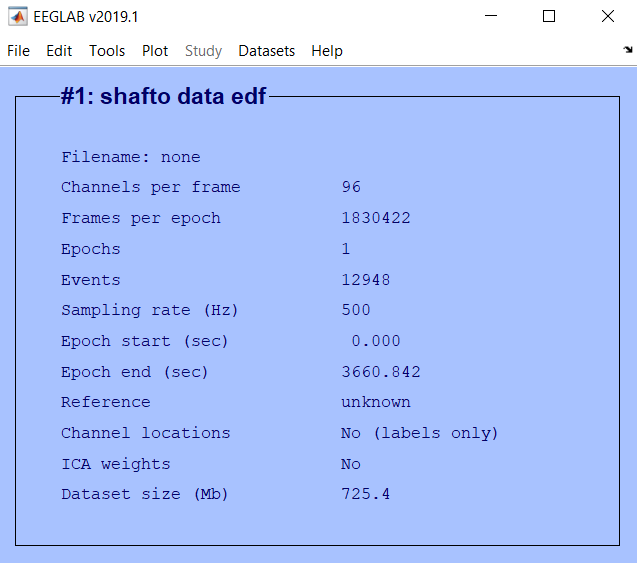 EEGLAB v2019.1
File Edit Tools Plot Study Datasets Help
#1: shafto data edf
Filename: none
Channels per frame 96
Frames per epoch 1830422
Epochs 1
Events 12948
Sampling rate (Hz) 500
Epoch start (sec) 0.000
Epoch end (sec) 3660.842
Reference unknown
Channel locations No (labels only)
ICA weights No
Dataset size (Mb) 725.4